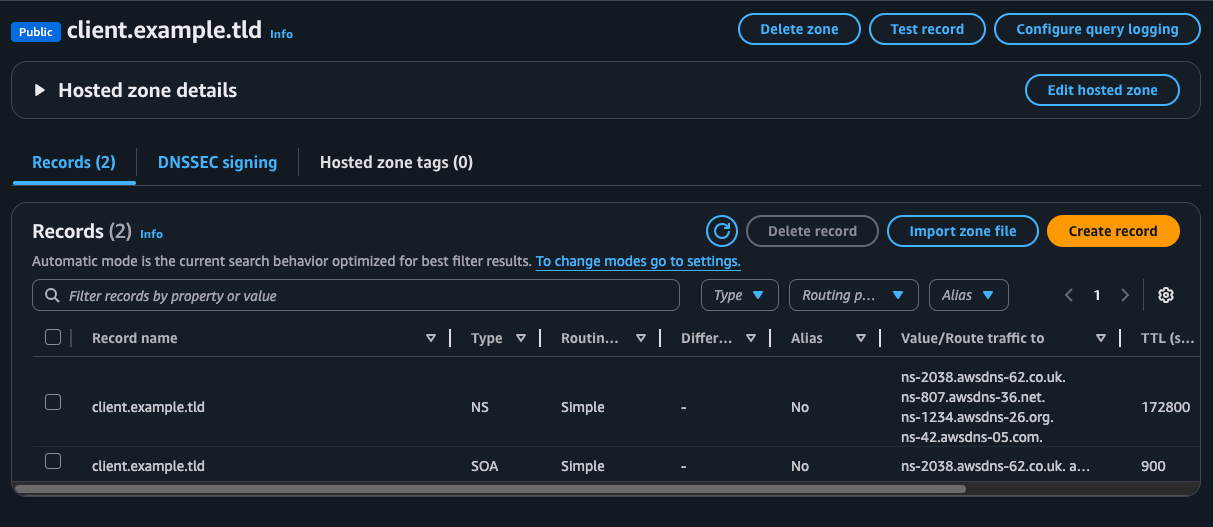 Public client.example.tld Info Delete zone Test record Configure query logging
Hosted zone details Edit hosted zone
Records (2) DNSSEC signing Hosted zone tags (0)
Records (2) Info Delete record Import zone file Create record
Automatic mode is the current search behavior optimized for best filter results. To change modes go to settings.
Filter records by property or value Type Routing p... Alias 1
Record name Type Routin... Differ... Alias Value/Route traffic to TTL (s...
ns-2038.awsdns-62.co.uk.
ns-807.awsdns-36.net.
client.example.tld NS Simple - No 172800
ns-1234.awsdns-26.org.
ns-42.awsdns-05.com.
client.example.tld SOA Simple - No ns-2038.awsdns-62.co.uk. a... 900